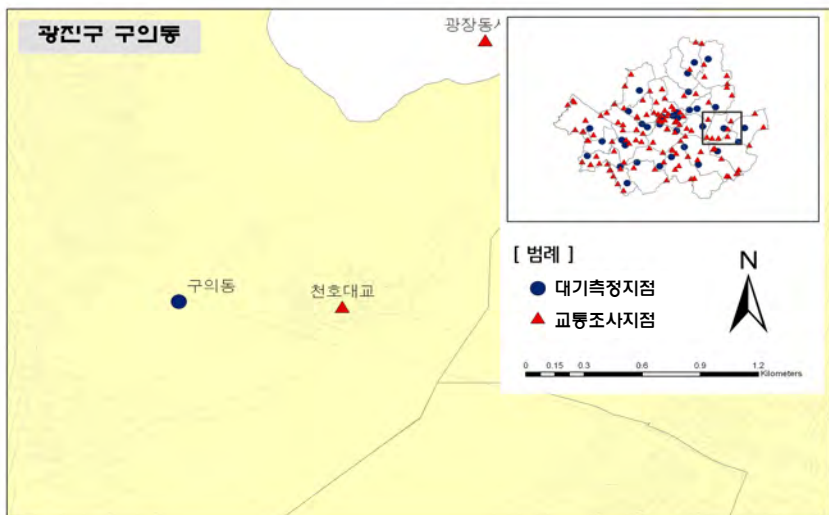 광진구 구의동
광장동사
[ 범례 ]
N
구의동
대기측정지점
천호대교
교통조사지점
0 0.15 0.3 0.6 0.9 1.2
Kilometers